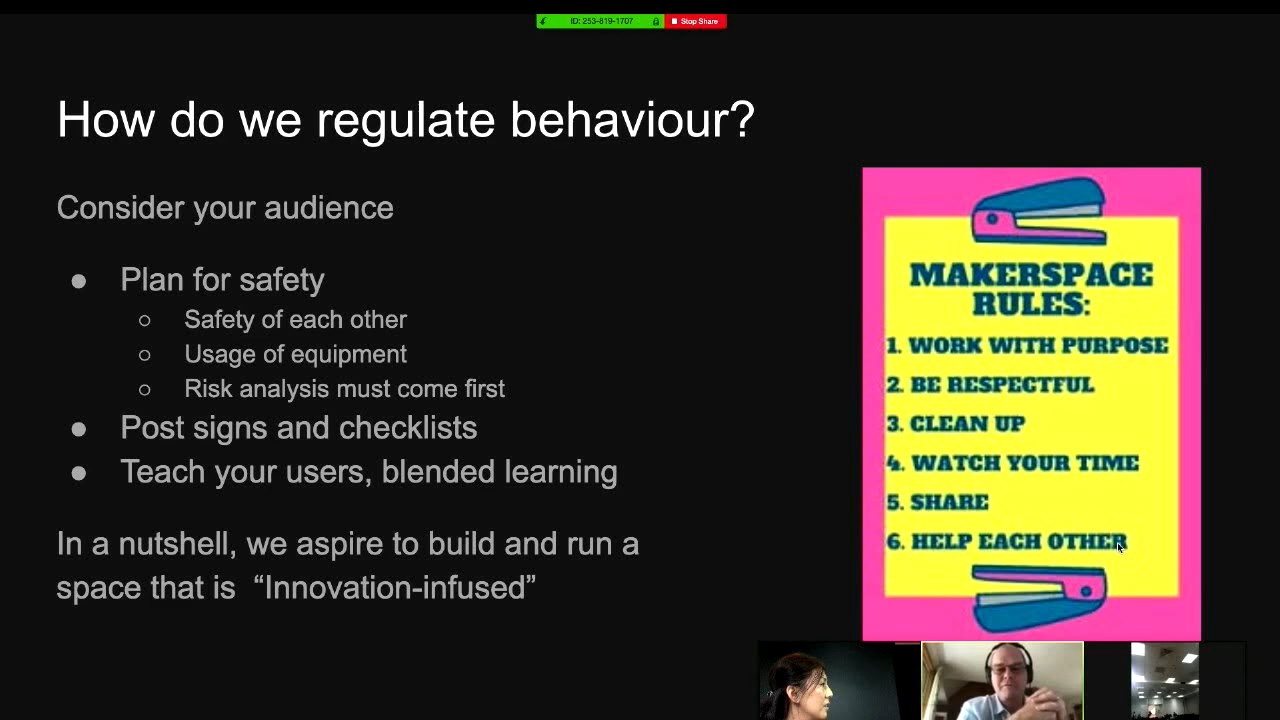 ID: 253-819-1707
Stop Share
How do we regulate behaviour?
Consider your audience
● Plan for safety
○ Safety of each other
○ Usage of equipment
○ Risk analysis must come first
● Post signs and checklists
● Teach your users, blended learning
In a nutshell, we aspire to build and run a
space that is “Innovation-infused”
MAKERSPACE
RULES:
1. WORK WITH PURPOSE
2. BE RESPECTFUL
3. CLEAN UP
4. WATCH YOUR TIME
5. SHARE
6. HELP EACH OTHER